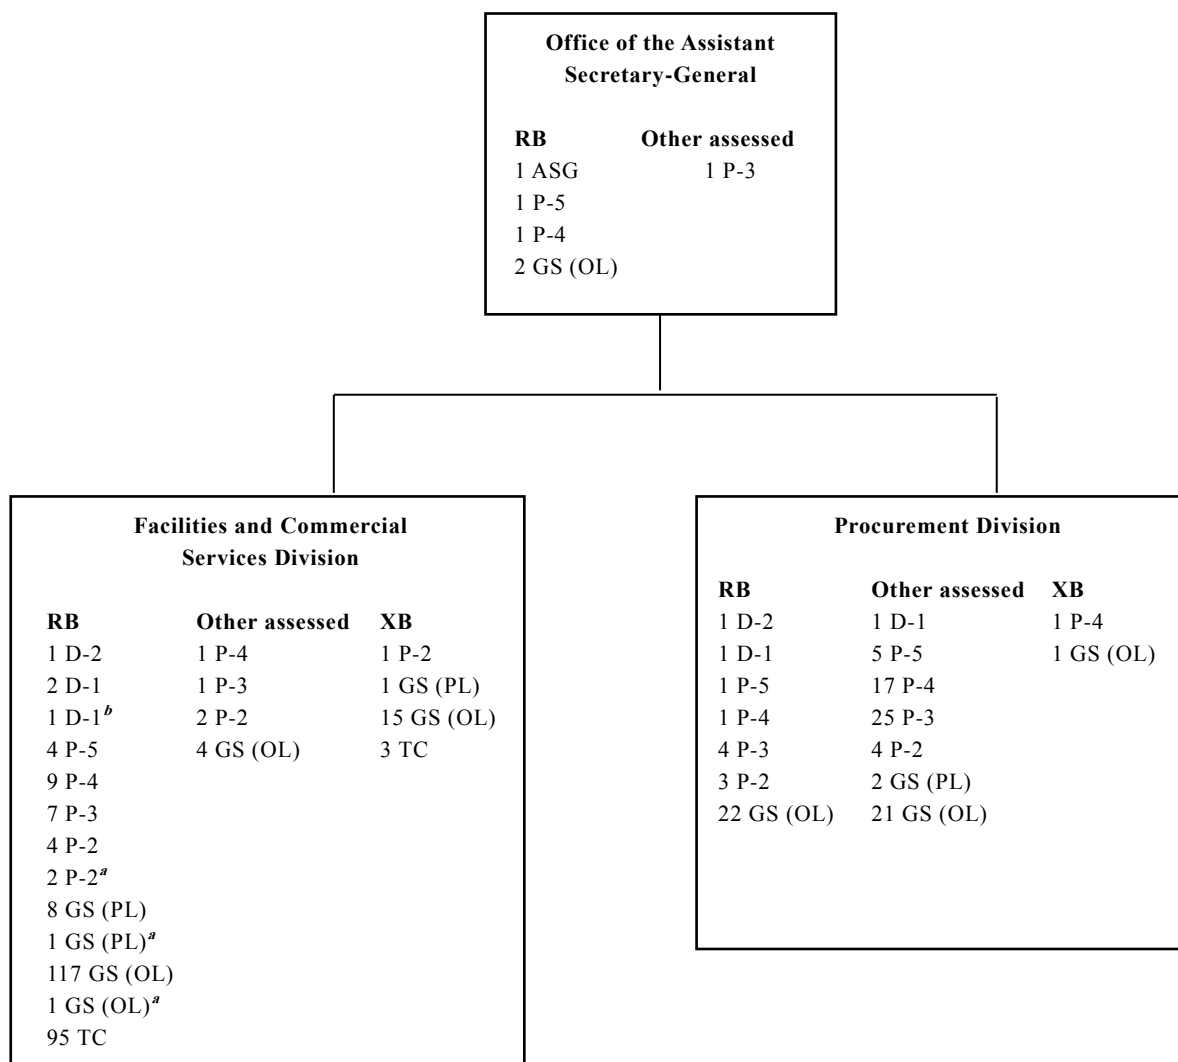 Office of the Assistant
Secretary-General
RB Other assessed
1 ASG 1 P-3
1 P-5
1 P-4
2 GS (OL)
Facilities and Commercial
Services Division
RB Other assessed XB
1 D-2 1 P-4 1 P-2
2 D-1 1 P-3 1 GS (PL)
1 D-1b 2 P-2 15 GS (OL)
4 P-5 4 GS (OL) 3 TC
9 P-4
7 P-3
4 P-2
2 P-2a
8 GS (PL)
1 GS (PL)a
117 GS (OL)
1 GS (OL)a
95 TC
Procurement Division
RB Other assessed XB
1 D-2 1 D-1 1 P-4
1 D-1 5 P-5 1 GS (OL)
1 P-5 17 P-4
1 P-4 25 P-3
4 P-3 4 P-2
3 P-2 2 GS (PL)
22 GS (OL) 21 GS (OL)